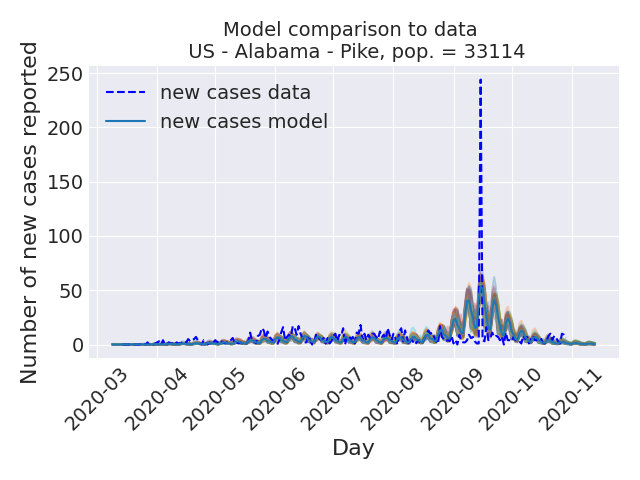 Model comparison to data
US - Alabama - Pike, pop. = 33114
Number of new cases reported
250
200
150
100
50
0
new cases data
new cases model
2020-03
2020-04
2020-05
2020-06
2020-07
2020-08
2020-09
2020-10
2020-11
Day